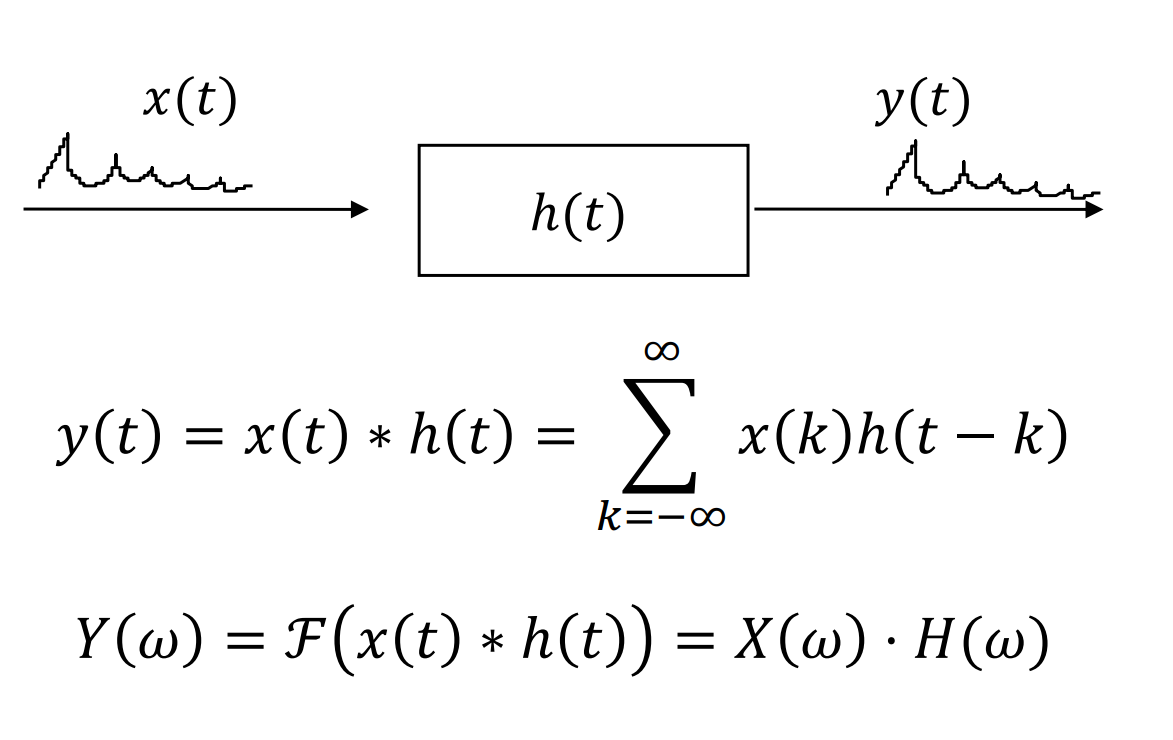 x(t)
y(t)
h(t)
y(t) = x(t) ∗ h(t) = ∑_{k=−∞}^{∞} x(k)h(t − k)
Y(ω) = ℱ(x(t) ∗ h(t)) = X(ω) · H(ω)